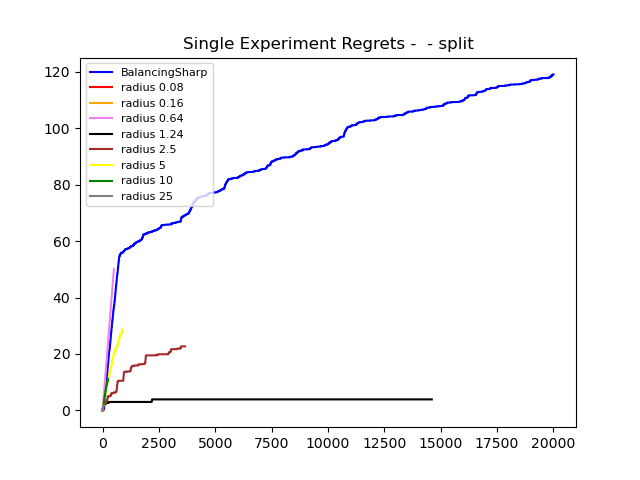 Single Experiment Regrets -  - split
120
100
80
60
40
20
0
BalancingSharp
radius 0.08
radius 0.16
radius 0.64
radius 1.24
radius 2.5
radius 5
radius 10
radius 25
0 2500 5000 7500 10000 12500 15000 17500 20000